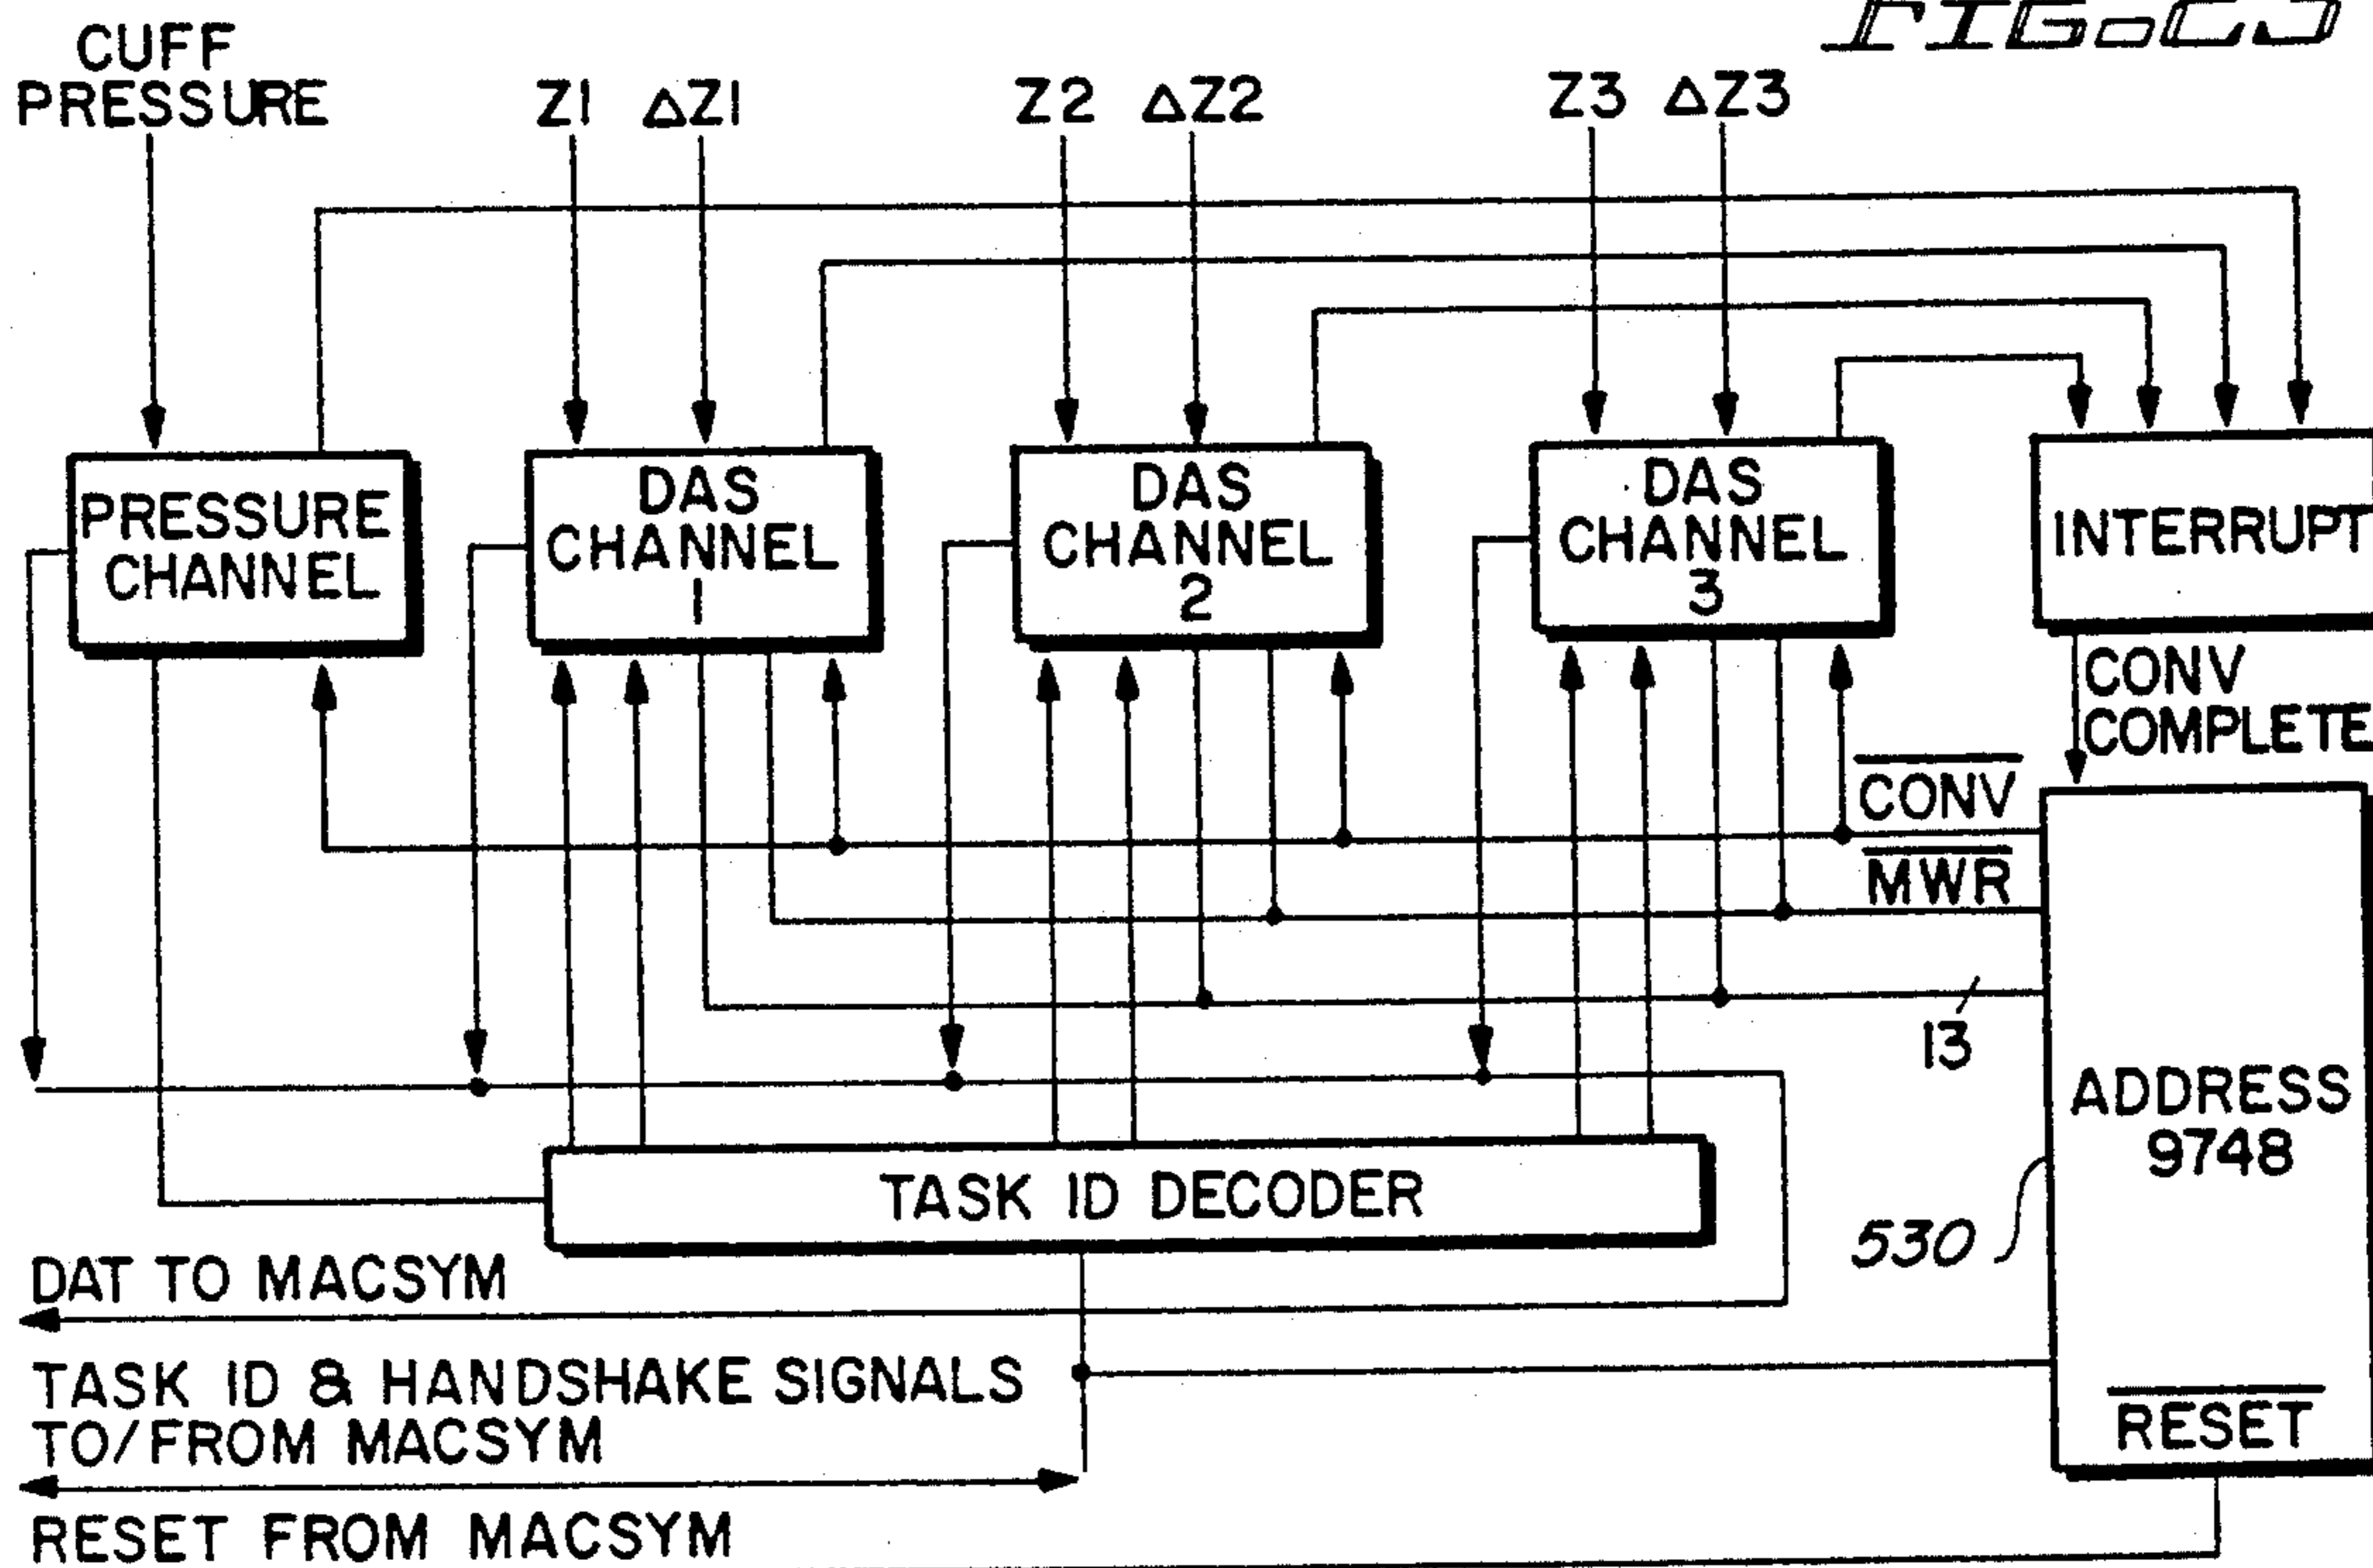 CUFF
PRESSURE
Z1 ΔZ1
Z2 ΔZ2
Z3 ΔZ3
PRESSURE
CHANNEL
DAS
CHANNEL
1
DAS
CHANNEL
2
DAS
CHANNEL
3
INTERRUPT
CONV
COMPLETE
CONV
MWR
13
ADDRESS
9748
530
TASK ID DECODER
DAT TO MACSYM
TASK ID & HANDSHAKE SIGNALS
TO/FROM MACSYM
RESET
RESET FROM MACSYM